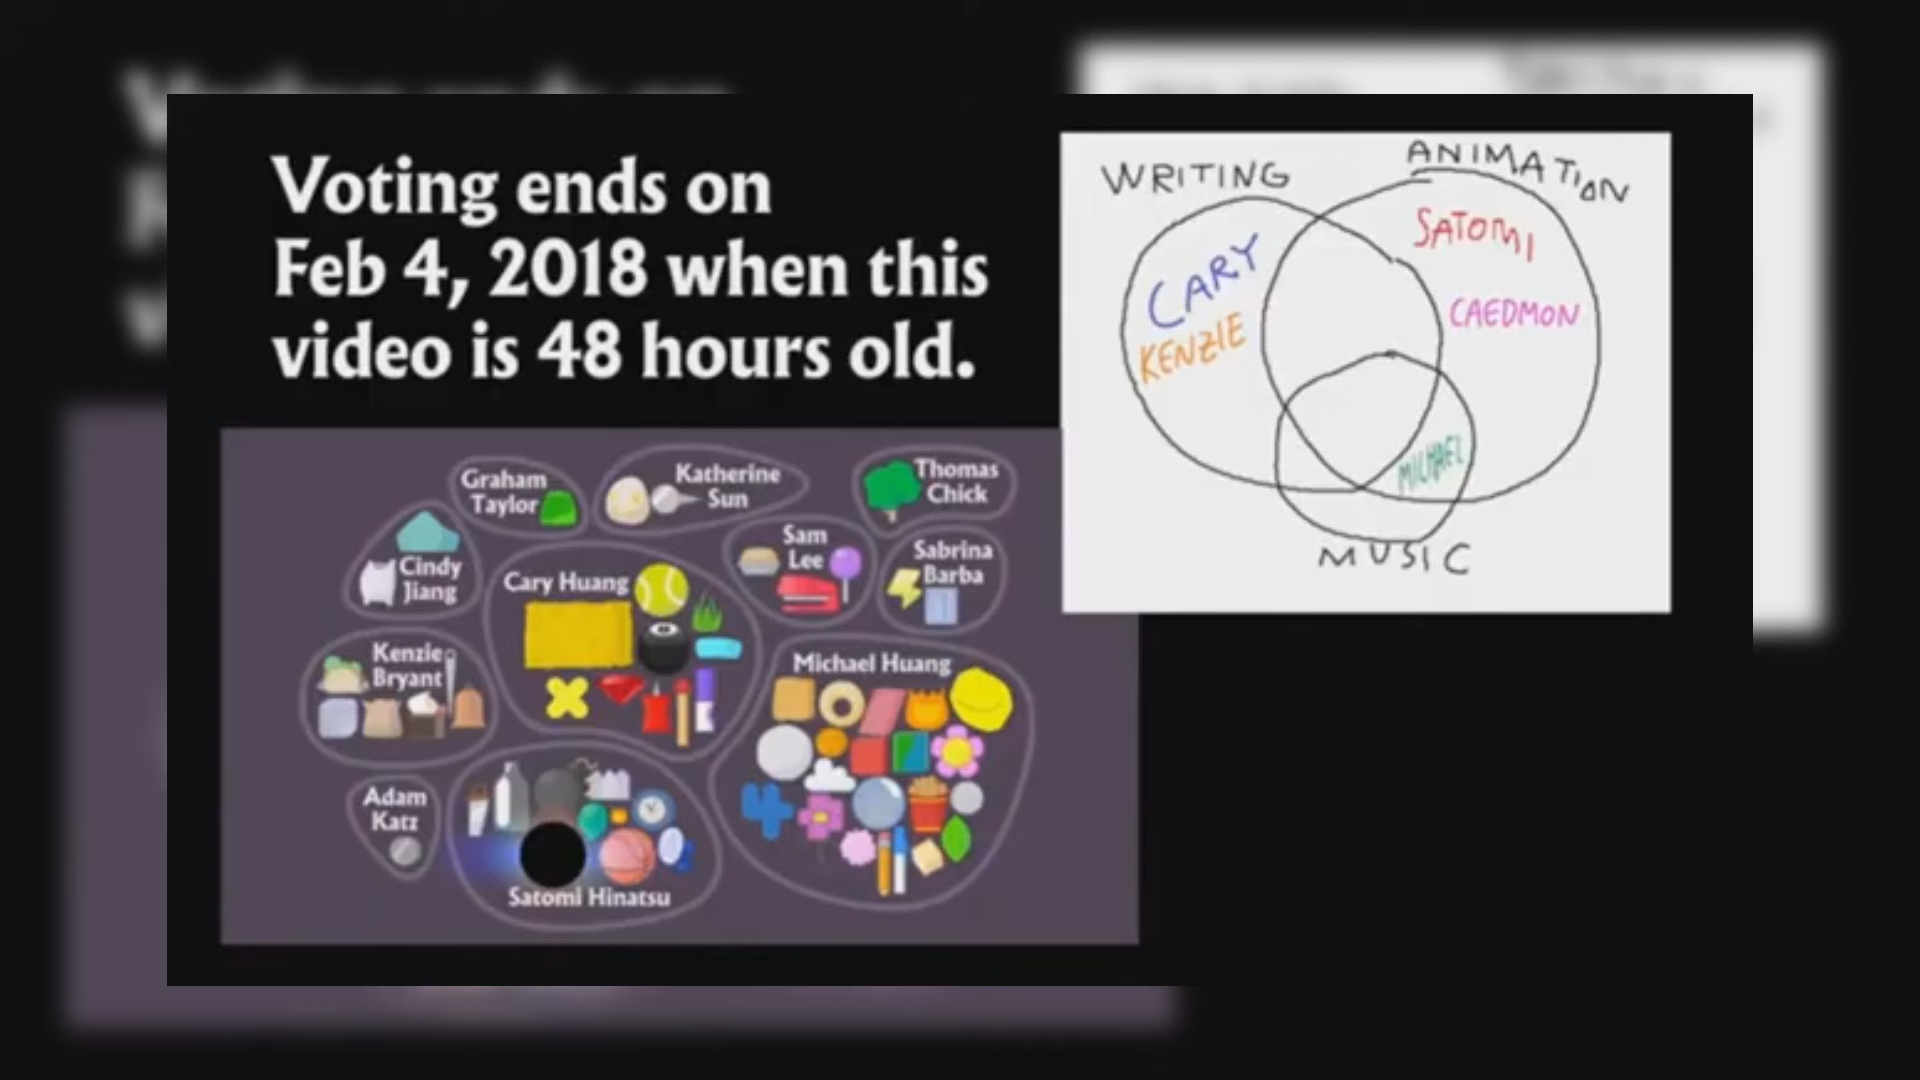 Voting ends on
Feb 4, 2018 when this
video is 48 hours old.
WRITING
ANIMATION
SATOMI
CARY
CAEDMON
KENZIE
MICHAEL
MUSIC
Graham
Taylor
Katherine
Sun
Thomas
Chick
Cindy
Jiang
Cary Huang
Sam
Lee
Sabrina
Barba
Kenzie
Bryant
Michael Huang
Adam
Katz
Satomi Hinatsu